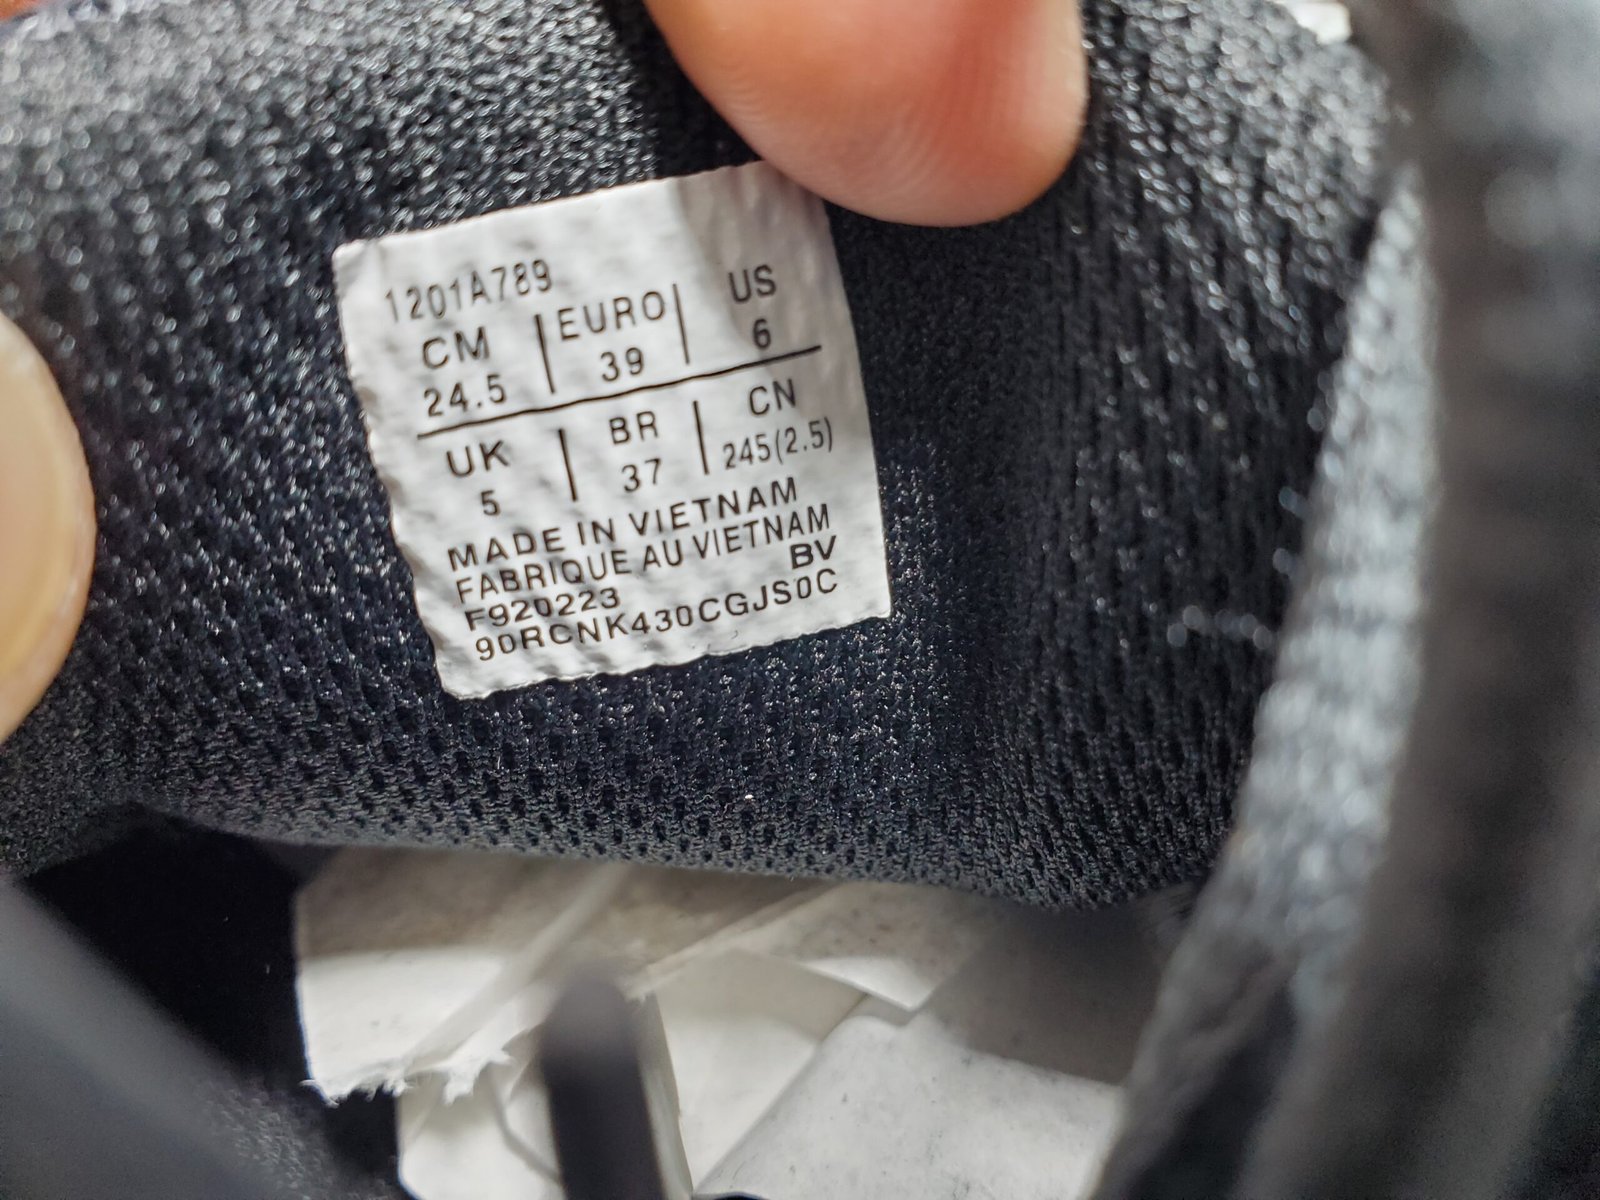 1201A789
CM | EURO | US
24.5 | 39 | 6
UK | BR | CN
5 | 37 | 245(2.5)
MADE IN VIETNAM
FABRIQUE AU VIETNAM
F920223 BV
90RCNK430CGJS0C